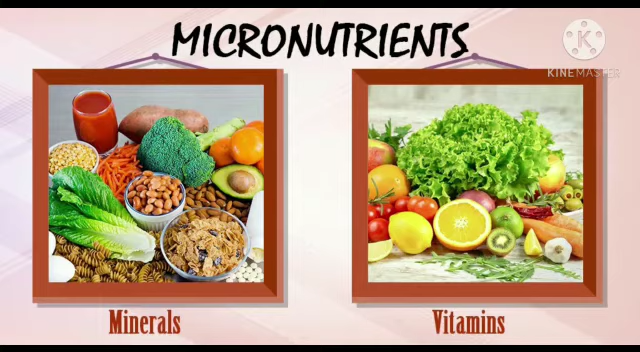 MICRONUTRIENTS
K
KINEMASTER
Minerals
Vitamins